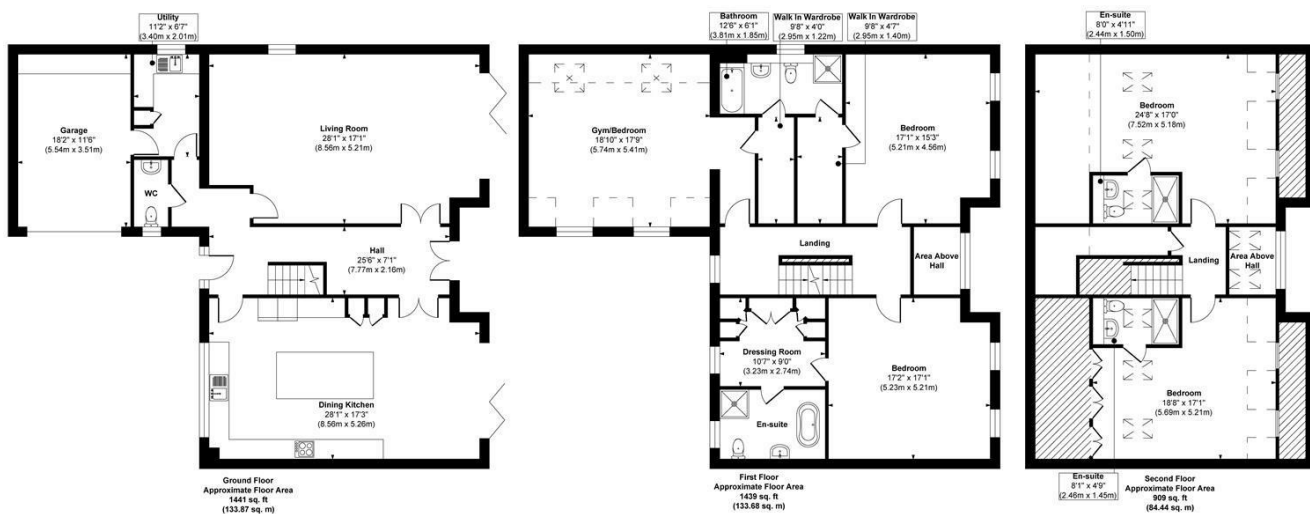 Utility
11'2" x 6'7"
(3.40m x 2.01m)
Garage
18'2" x 11'6"
(5.54m x 3.51m)
WC
Living Room
28'1" x 17'1"
(8.56m x 5.21m)
Hall
25'6" x 7'1"
(7.77m x 2.16m)
Dining Kitchen
28'1" x 17'3"
(8.56m x 5.26m)
Ground Floor
Approximate Floor Area
1441 sq. ft
(133.87 sq. m)
Bathroom
12'6" x 6'1"
(3.81m x 1.85m)
Walk In Wardrobe
9'8" x 4'0"
(2.95m x 1.22m)
Walk In Wardrobe
9'8" x 4'7"
(2.95m x 1.40m)
Gym/Bedroom
18'10" x 17'9"
(5.74m x 5.41m)
Bedroom
17'1" x 15'3"
(5.21m x 4.56m)
Landing
Area Above
Hall
Dressing Room
10'7" x 9'0"
(3.23m x 2.74m)
En-suite
Bedroom
17'2" x 17'1"
(5.23m x 5.21m)
First Floor
Approximate Floor Area
1439 sq. ft
(133.68 sq. m)
En-suite
8'0" x 4'11"
(2.44m x 1.50m)
Bedroom
24'8" x 17'0"
(7.52m x 5.18m)
Landing
Area Above
Hall
Bedroom
18'8" x 17'1"
(5.69m x 5.21m)
En-suite
8'1" x 4'9"
(2.46m x 1.45m)
Second Floor
Approximate Floor Area
909 sq. ft
(84.44 sq. m)